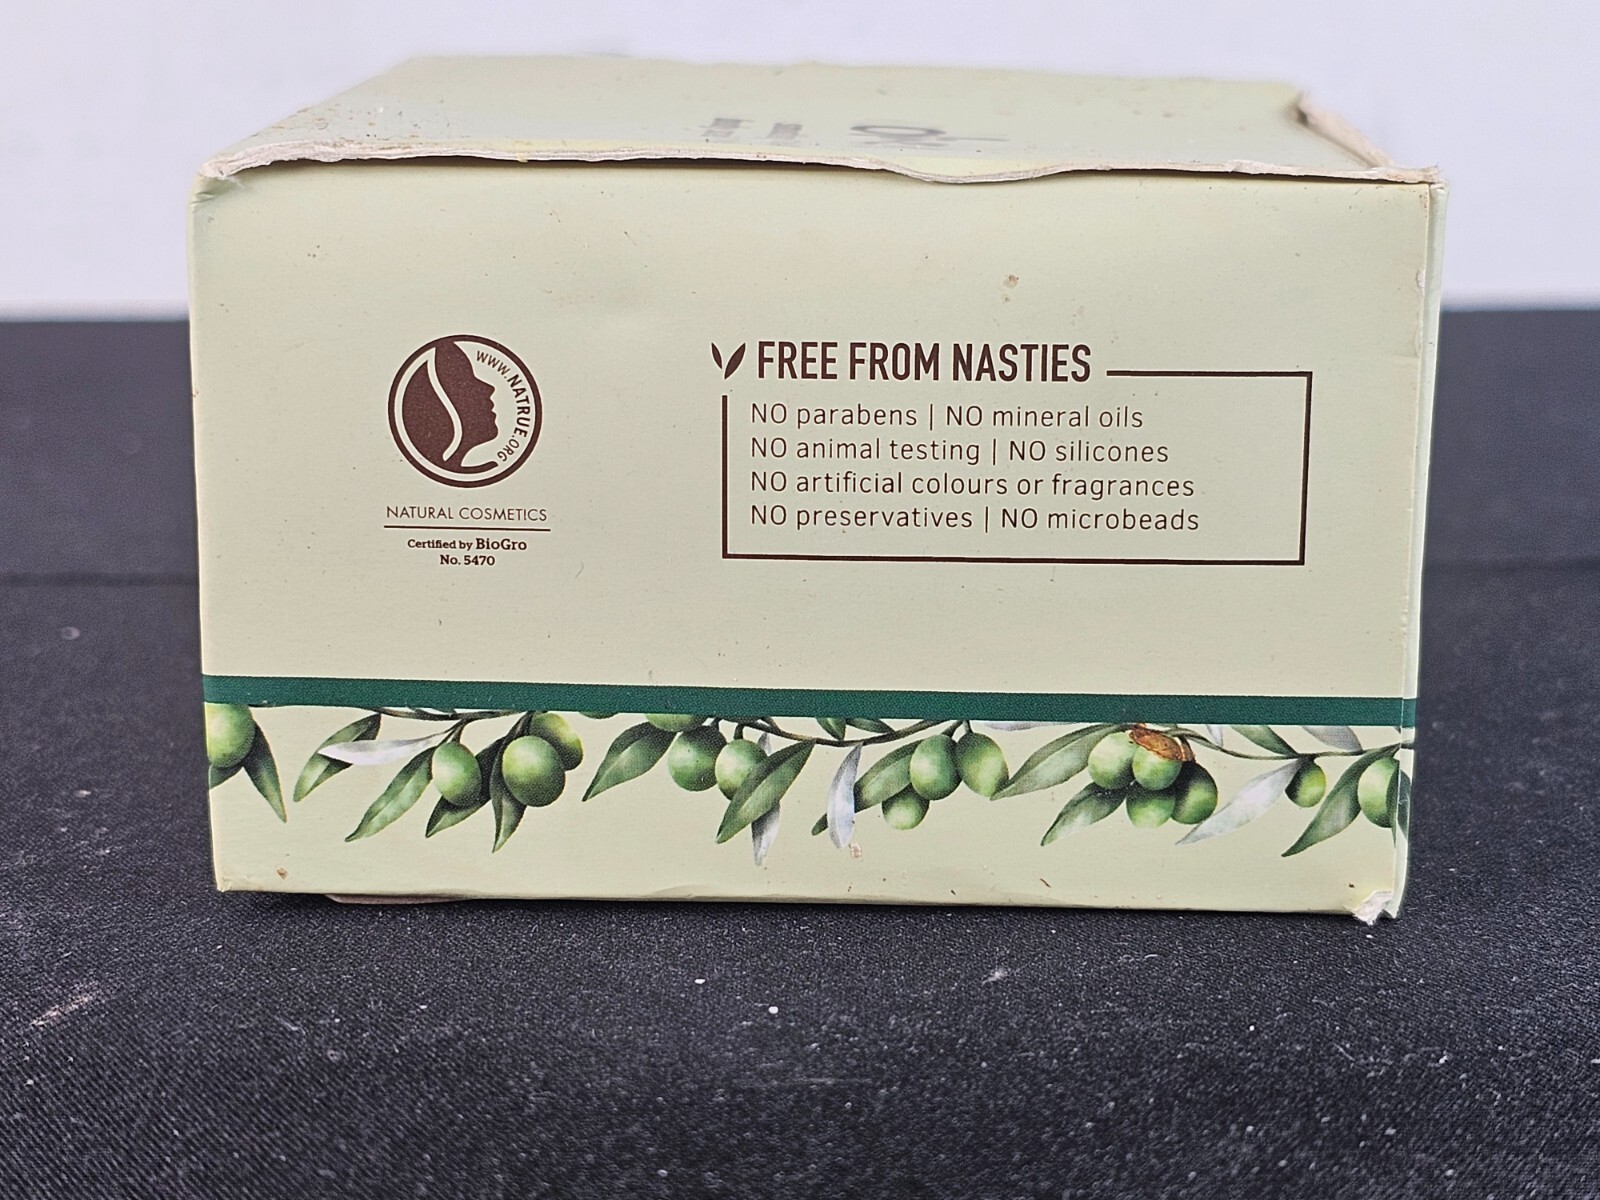 WWW.NATRUE.ORG
NATURAL COSMETICS
Certified by BioGro
No. 5470
FREE FROM NASTIES
NO parabens | NO mineral oils
NO animal testing | NO silicones
NO artificial colours or fragrances
NO preservatives | NO microbeads